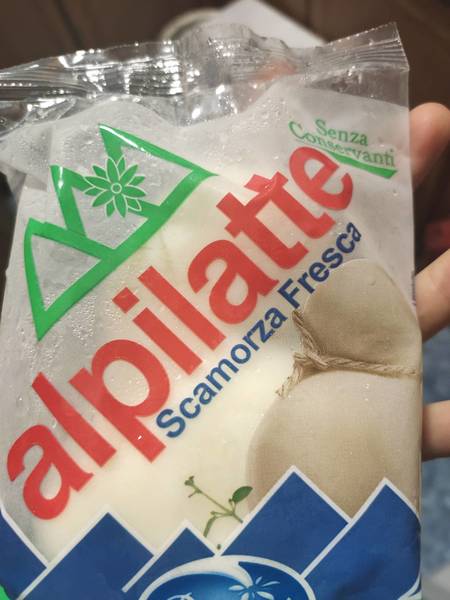 Senza
Conservanti
alpilatte
Scamorza Fresca